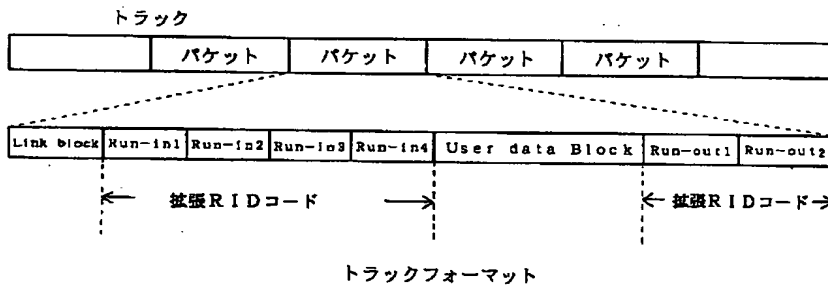 トラック
パケット パケット パケット パケット
Link block Run-in1 Run-in2 Run-in3 Run-in4 User data Block Run-out1 Run-out2
拡張RIDコード 拡張RIDコード
トラックフォーマット